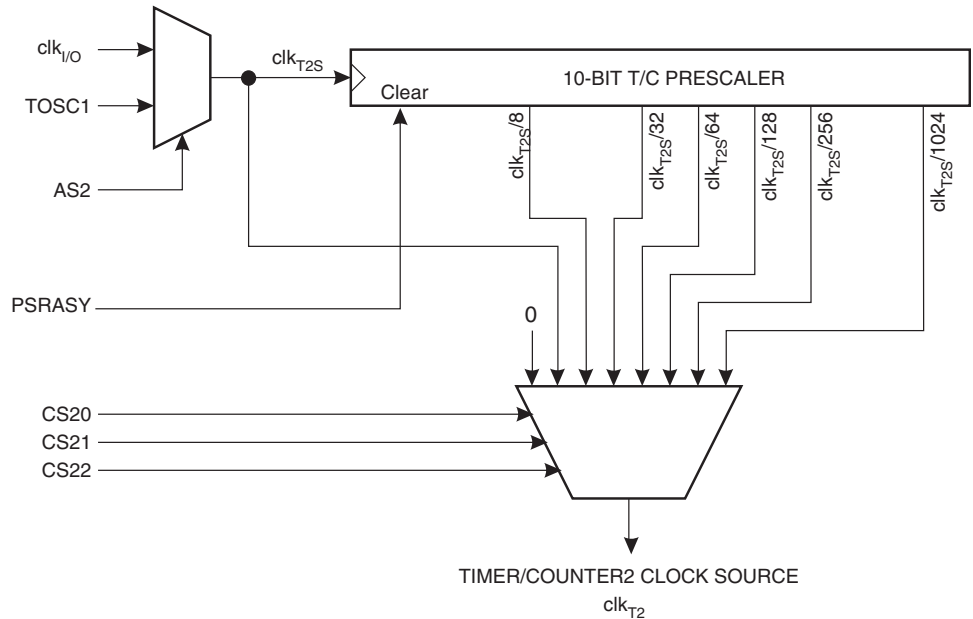 clkI/O
clkT2S
10-BIT T/C PRESCALER
TOSC1
Clear
AS2
clkT2S/8
clkT2S/32
clkT2S/64
clkT2S/128
clkT2S/256
clkT2S/1024
PSRASY
0
CS20
CS21
CS22
TIMER/COUNTER2 CLOCK SOURCE
clkT2